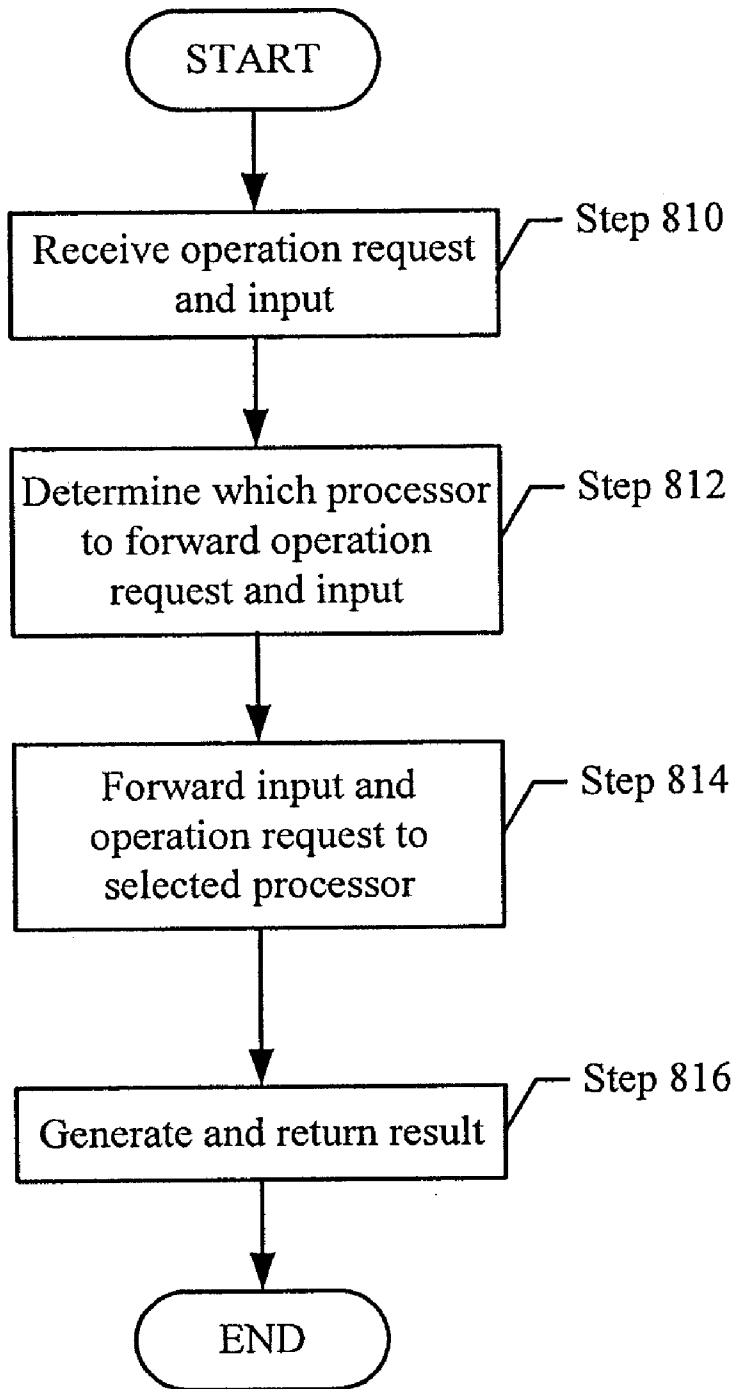 START
Receive operation request
and input
Step 810
Determine which processor
to forward operation
request and input
Step 812
Forward input and
operation request to
selected processor
Step 814
Generate and return result
Step 816
END